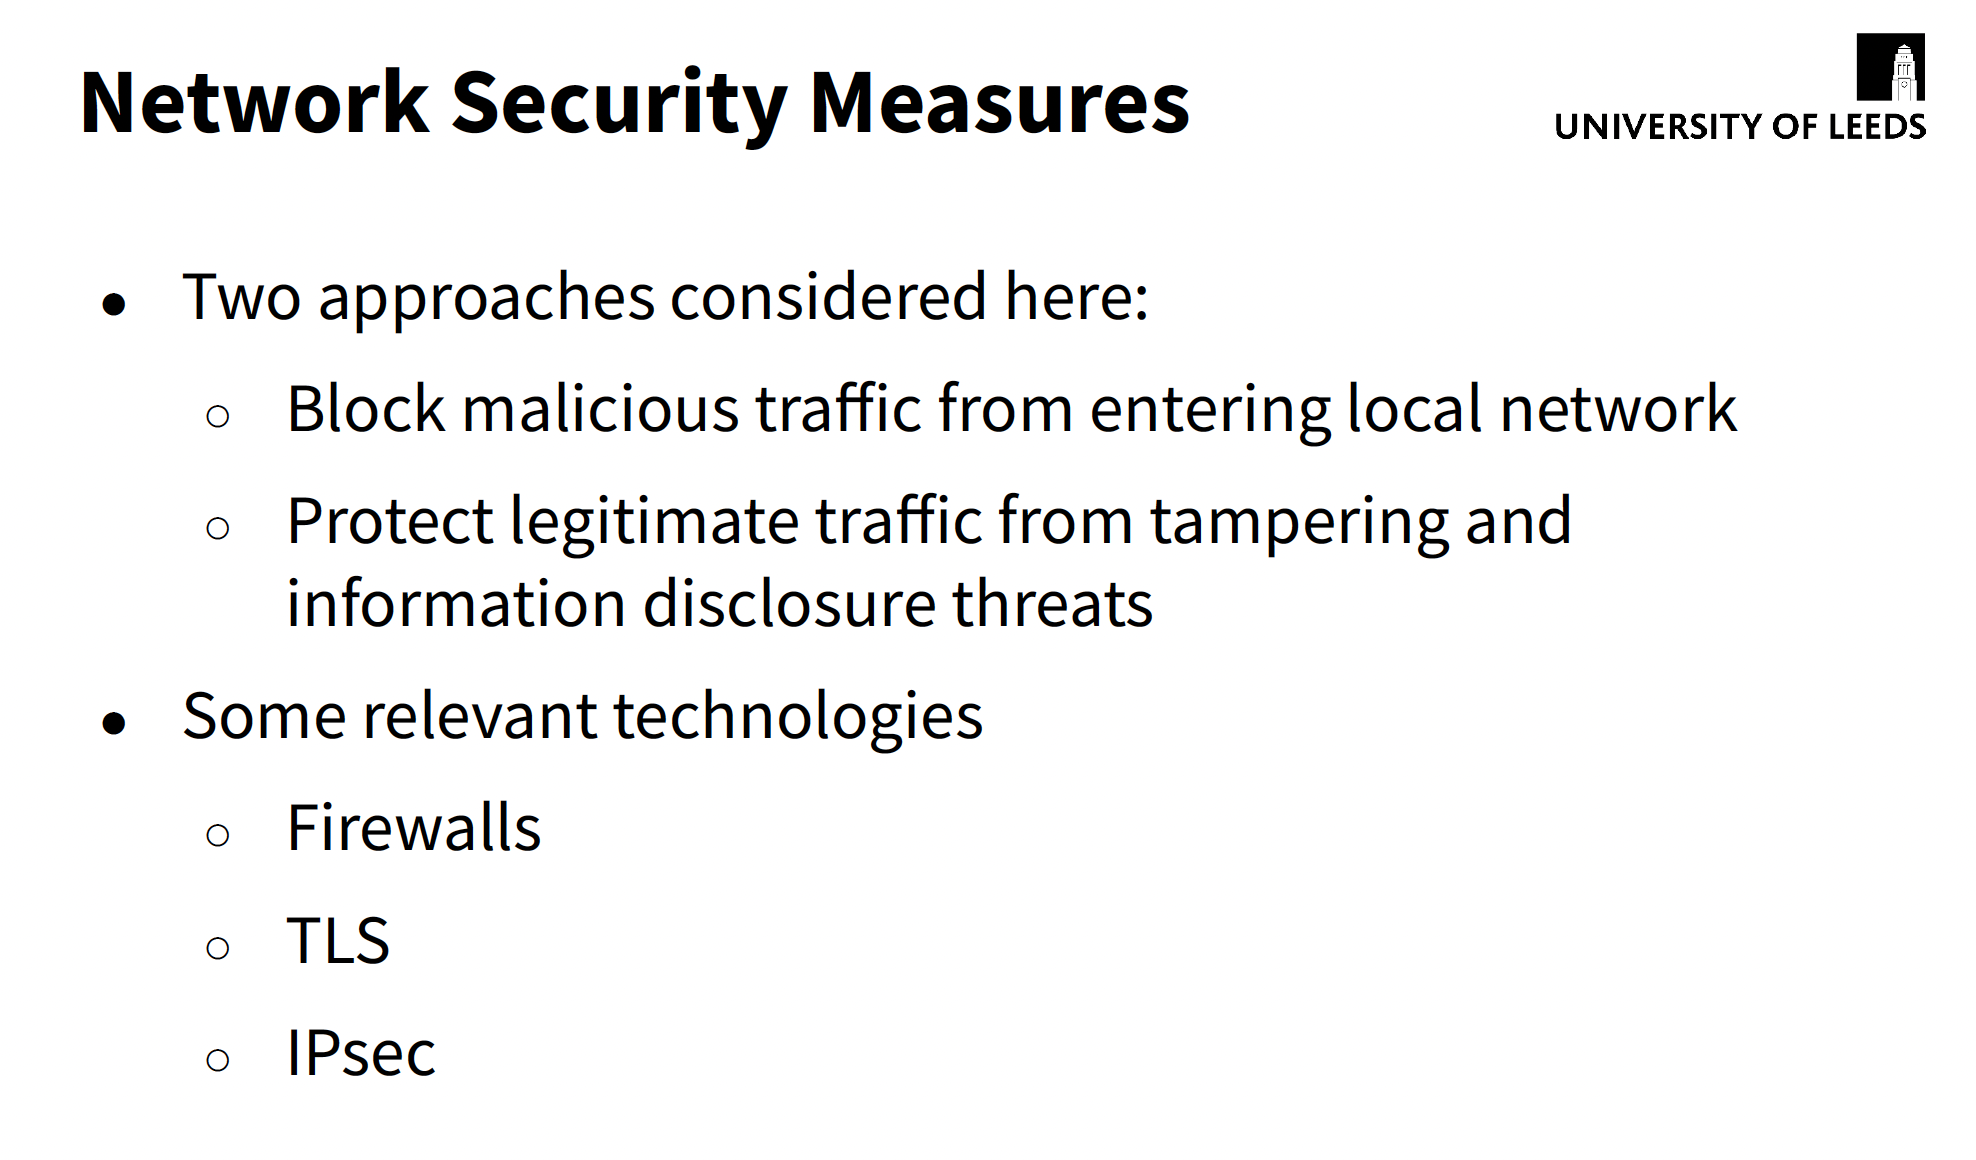 Network Security Measures
UNIVERSITY OF LEEDS
● Two approaches considered here:
○ Block malicious traffic from entering local network
○ Protect legitimate traffic from tampering and
information disclosure threats
● Some relevant technologies
○ Firewalls
○ TLS
○ IPsec